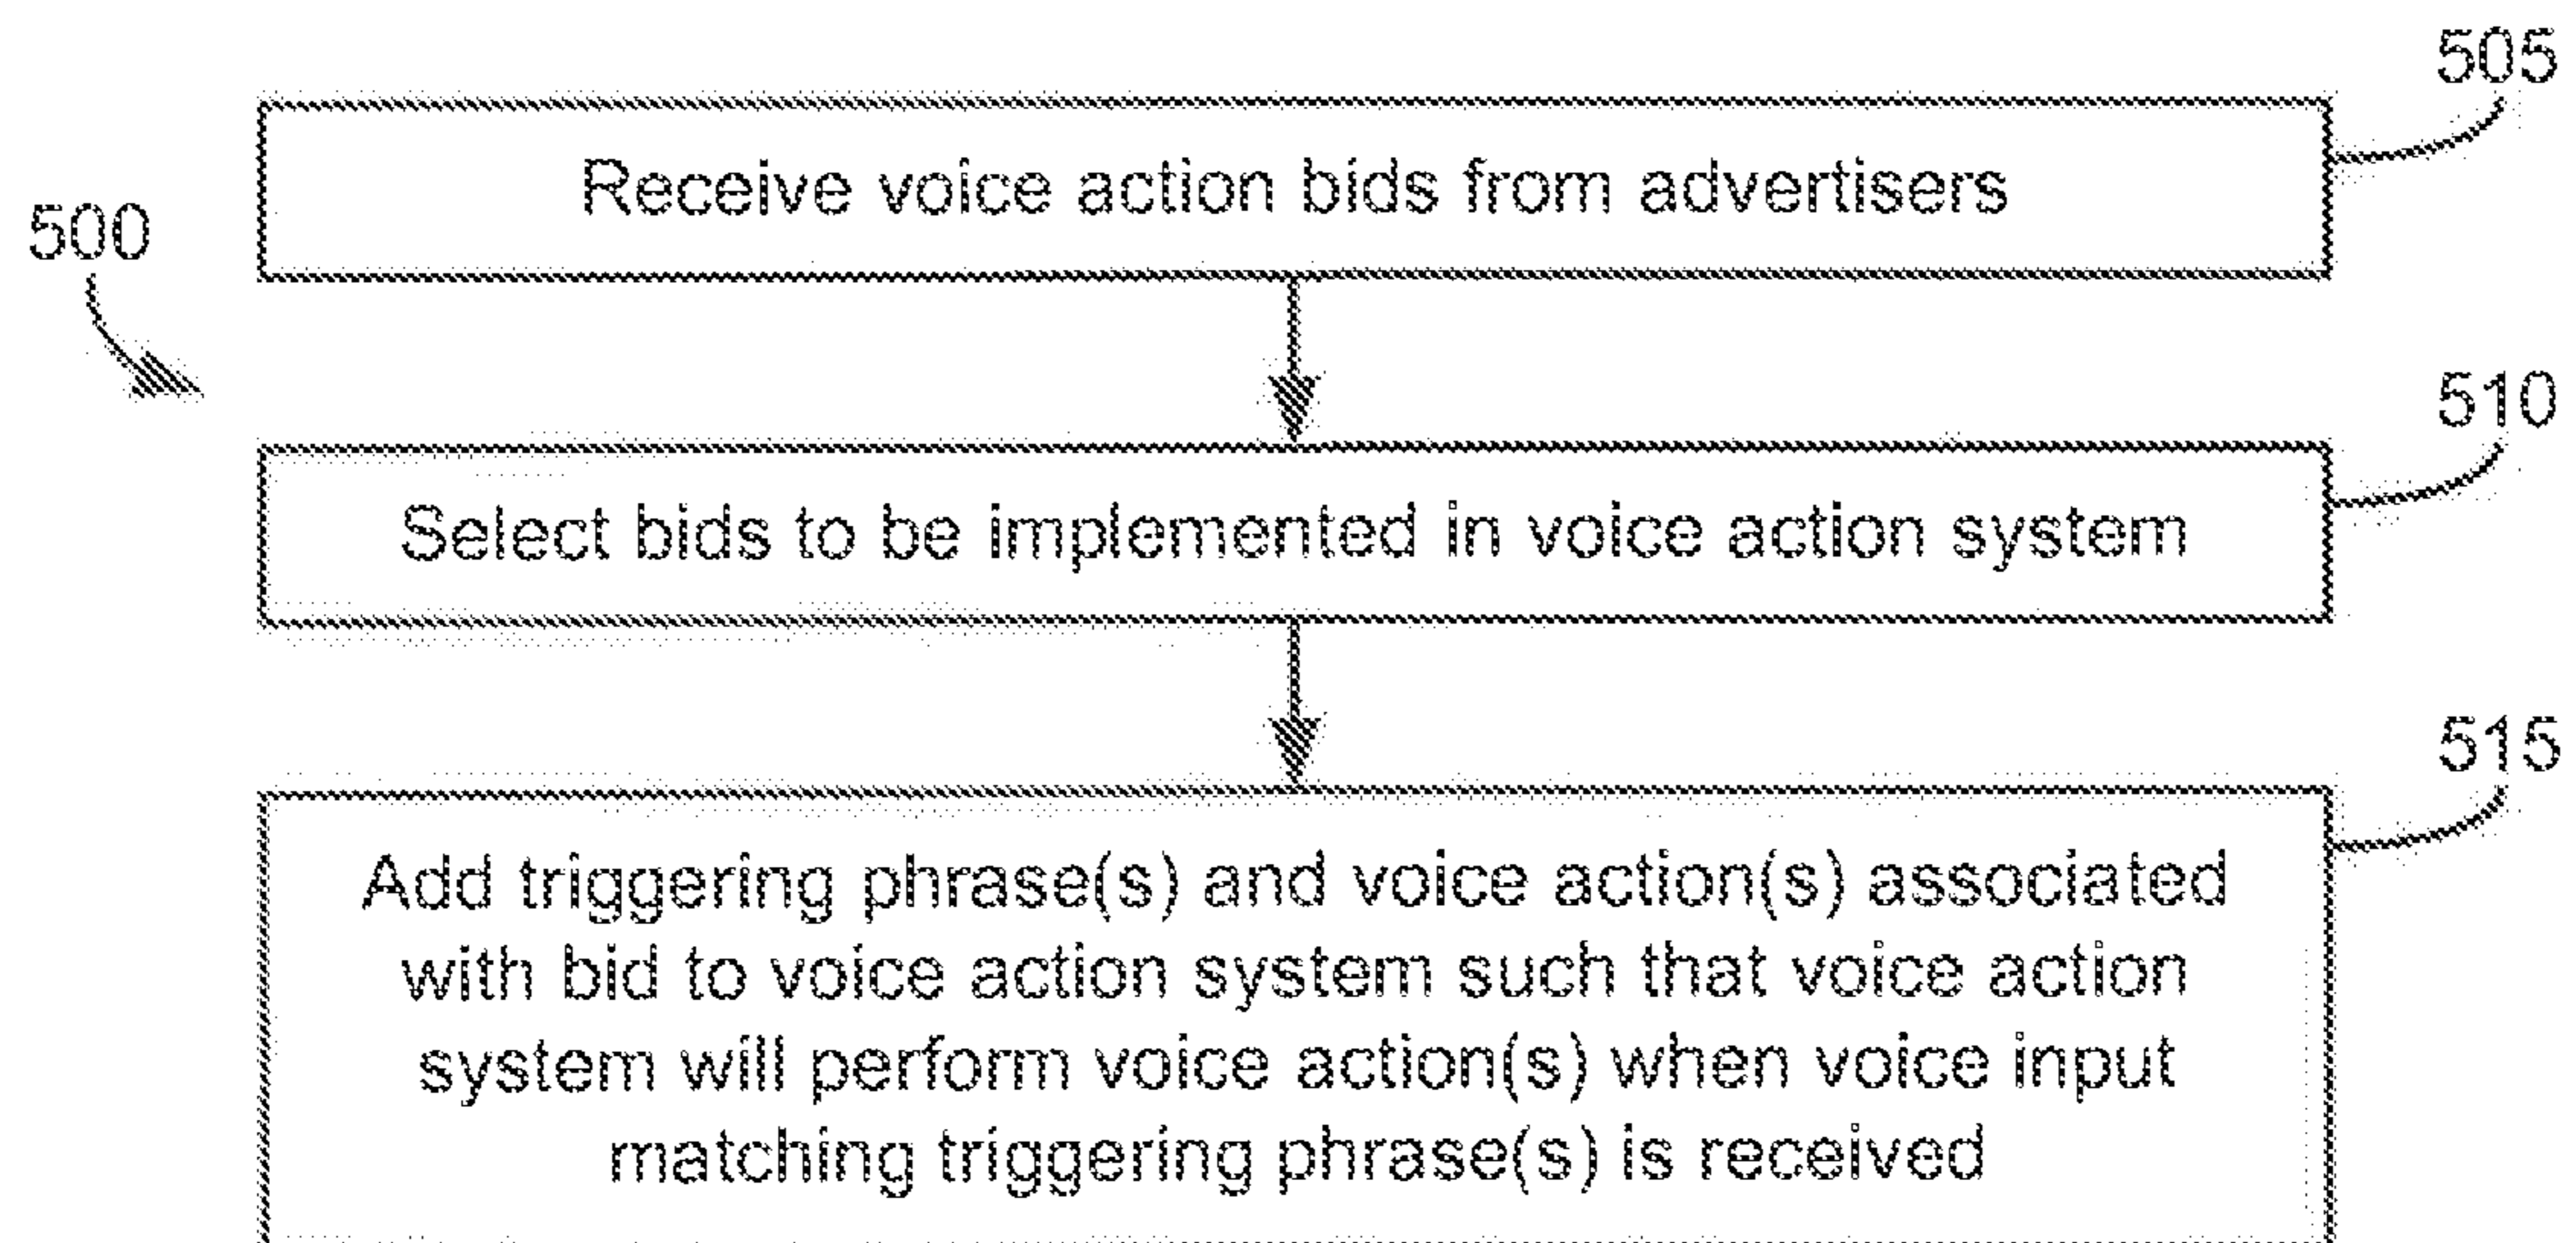 505
Receive voice action bids from advertisers
500
510
Select bids to be implemented in voice action system
515
Add triggering phrase(s) and voice action(s) associated
with bid to voice action system such that voice action
system will perform voice action(s) when voice input
matching triggering phrase(s) is received